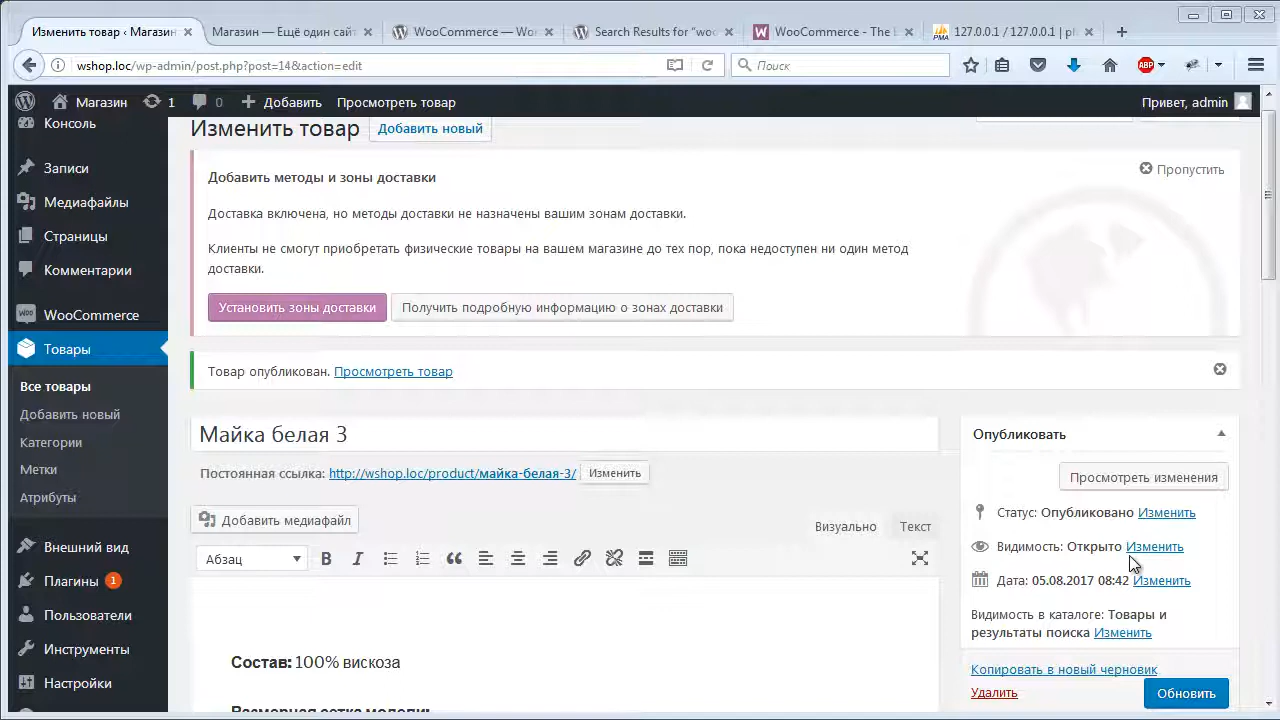 Изменить товар ‹ Магазин
Магазин — Ещё один сайт
WooCommerce — Wor
Search Results for "woo
WooCommerce - The
127.0.0.1 / 127.0.0.1 | p
wshop.loc/wp-admin/post.php?post=14&action=edit
Поиск
ABP
Магазин
1
0
Добавить
Просмотреть товар
Привет, admin
Консоль
Записи
Медиафайлы
Страницы
Комментарии
WooCommerce
Товары
Все товары
Добавить новый
Категории
Метки
Атрибуты
Внешний вид
Плагины 1
Пользователи
Инструменты
Настройки
Изменить товар
Добавить новый
Добавить методы и зоны доставки
Пропустить
Доставка включена, но методы доставки не назначены вашим зонам доставки.
Клиенты не смогут приобретать физические товары на вашем магазине до тех пор, пока недоступен ни один метод
доставки.
Установить зоны доставки
Получить подробную информацию о зонах доставки
Товар опубликован. Просмотреть товар
Майка белая 3
Постоянная ссылка: http://wshop.loc/product/майка-белая-3/ Изменить
Добавить медиафайл
Визуально
Текст
Абзац
B
I
Состав: 100% вискоза
Размерная сетка модели:
Опубликовать
Просмотреть изменения
Статус: Опубликовано Изменить
Видимость: Открыто Изменить
Дата: 05.08.2017 08:42 Изменить
Видимость в каталоге: Товары и
результаты поиска Изменить
Копировать в новый черновик
Удалить
Обновить